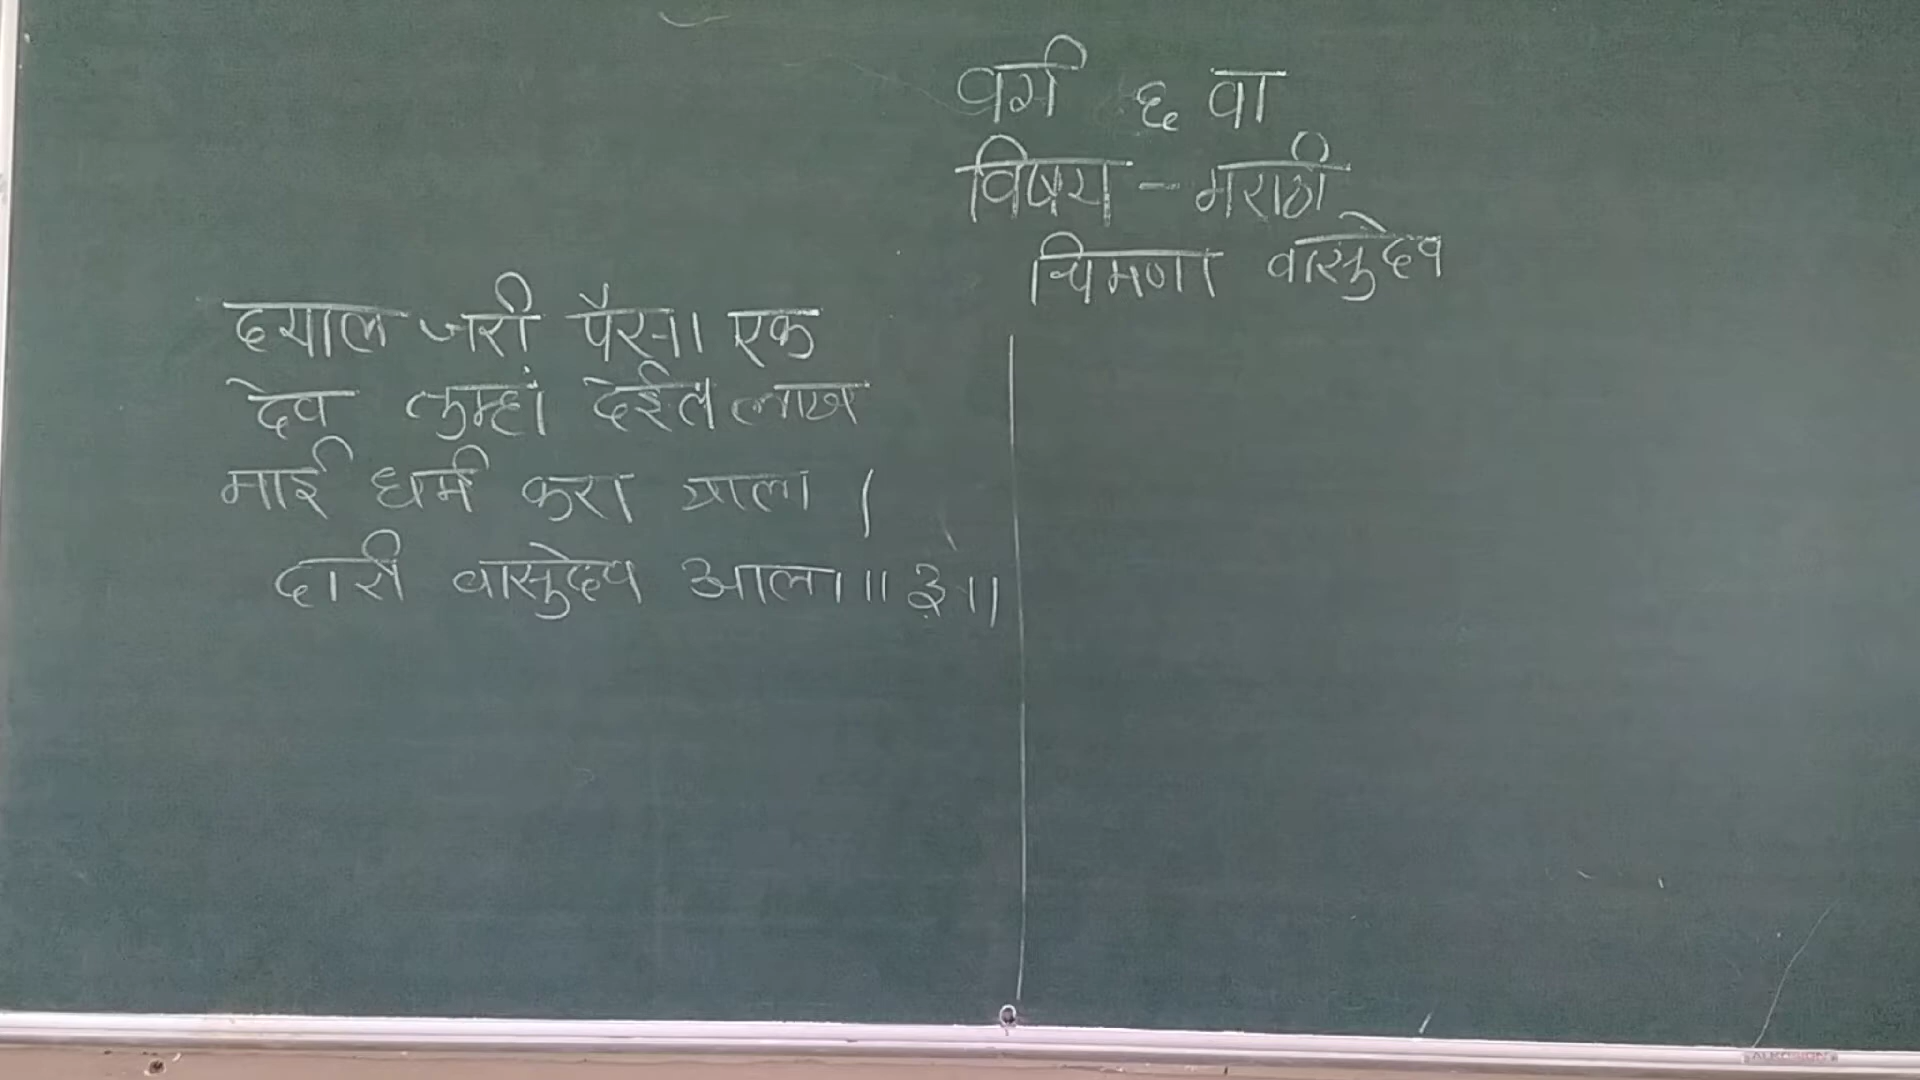 वर्ग ६ वा
विषय - मराठी
चिमणा वासुदेव
दयाल जरी पैसा एक
देव तुम्हां देईल लाख
माई धर्म करा याला ।
दारी वासुदेव आला ॥ ३ ॥